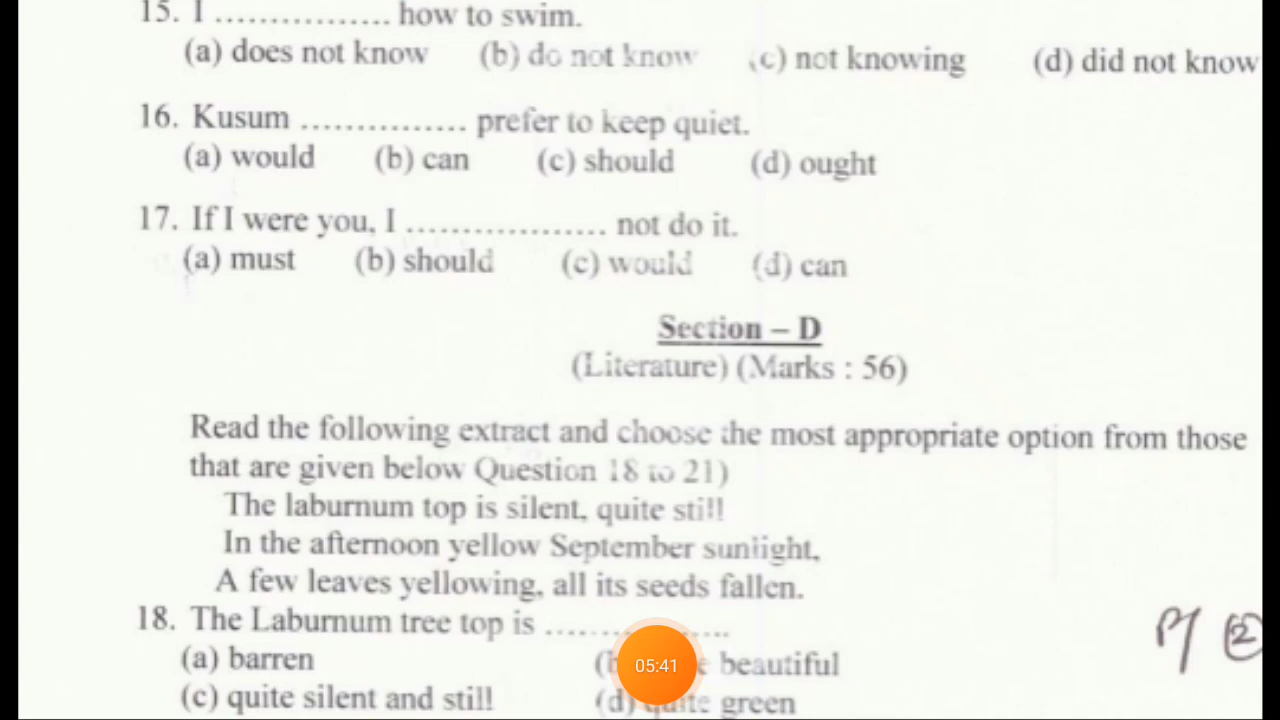 15. I ................ how to swim.
(a) does not know (b) do not know (c) not knowing (d) did not know
16. Kusum ............... prefer to keep quiet.
(a) would (b) can (c) should (d) ought
17. If I were you, I .................. not do it.
(a) must (b) should (c) would (d) can
Section – D
(Literature) (Marks : 56)
Read the following extract and choose the most appropriate option from those
that are given below Question 18 to 21)
The laburnum top is silent, quite still
In the afternoon yellow September sunlight,
A few leaves yellowing, all its seeds fallen.
18. The Laburnum tree top is ..................
(a) barren beautiful
(c) quite silent and still (d) quite green
05:41